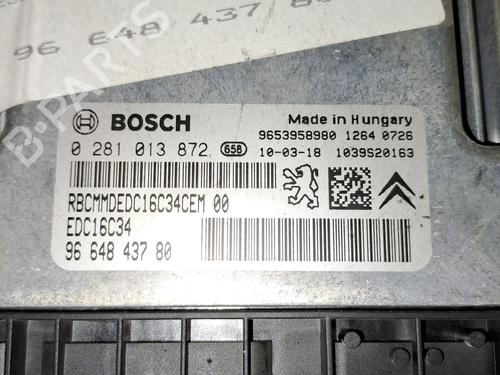 96 648 437 80
BOSCH
Made in Hungary
9653958980 1264 0726
0 281 013 872 658
10-03-18 1039S20163
RBCMMDEDC16C34CEM 00
EDC16C34
96 648 437 80
B-PARTS